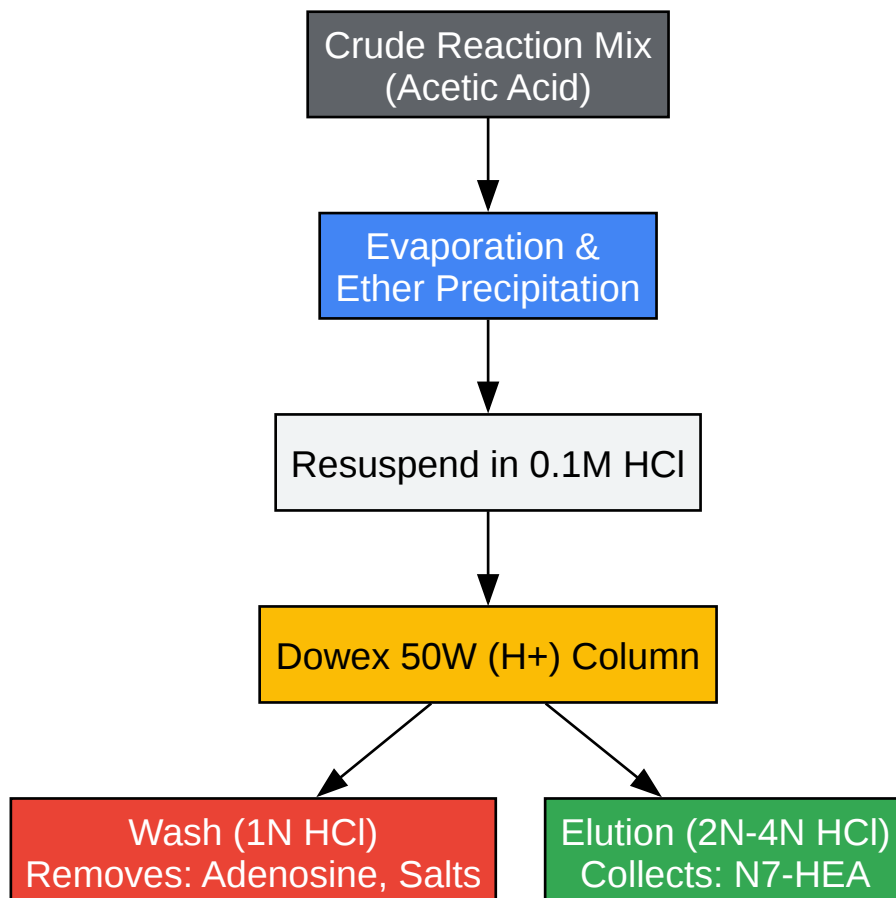 Crude Reaction Mix
(Acetic Acid)
Evaporation &
Ether Precipitation
Resuspend in 0.1M HCl
Dowex 50W (H+) Column
Wash (1N HCl)
Removes: Adenosine, Salts
Elution (2N-4N HCl)
Collects: N7-HEA